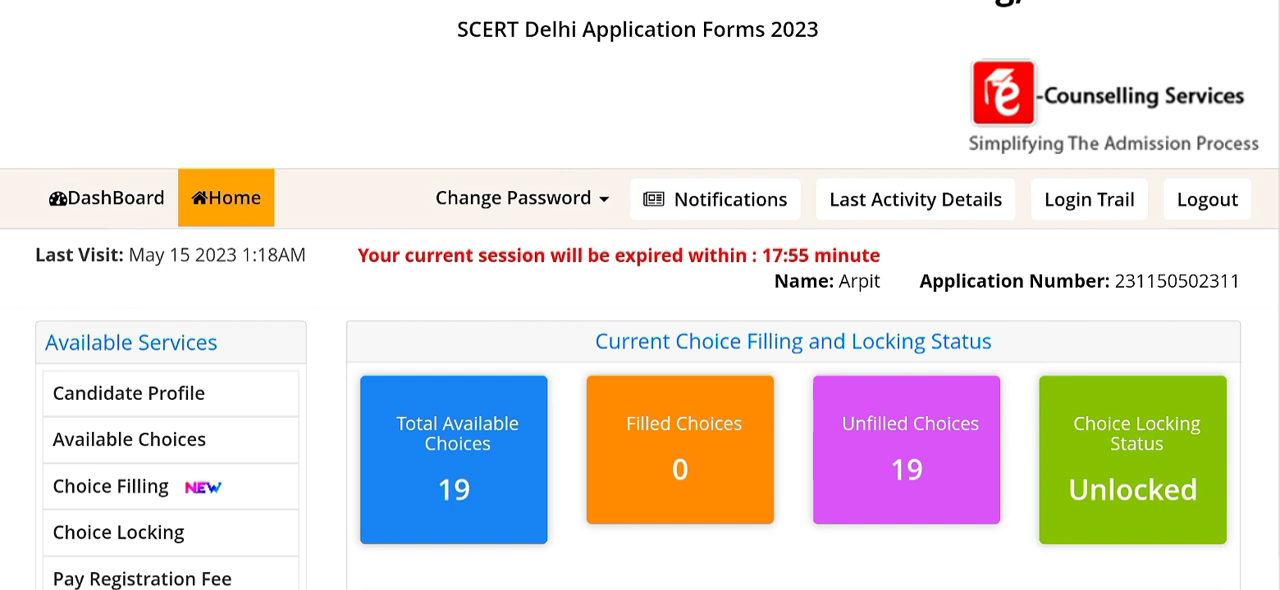 SCERT Delhi Application Forms 2023
e-Counselling Services
Simplifying The Admission Process
DashBoard Home Change Password Notifications Last Activity Details Login Trail Logout
Last Visit: May 15 2023 1:18AM Your current session will be expired within : 17:55 minute
Name: Arpit Application Number: 231150502311
Available Services
Candidate Profile
Available Choices
Choice Filling NEW
Choice Locking
Pay Registration Fee
Current Choice Filling and Locking Status
Total Available
Choices
19
Filled Choices
0
Unfilled Choices
19
Choice Locking
Status
Unlocked